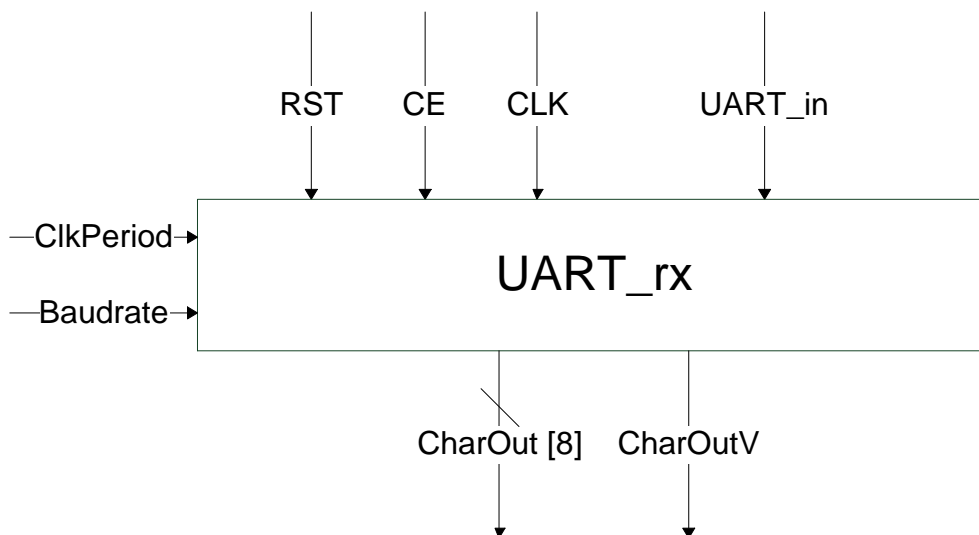 RST CE CLK UART_in
ClkPeriod
UART_rx
Baudrate
CharOut [8] CharOutV